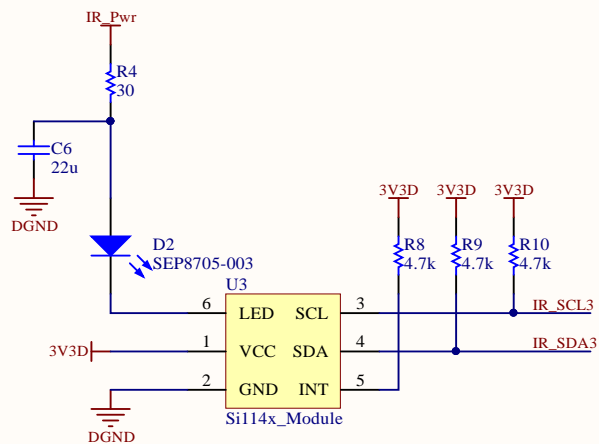 IR_Pwr
R4
30
C6
22u
DGND
3V3D 3V3D 3V3D
D2
SEP8705-003
R8 R9 R10
4.7k 4.7k 4.7k
U3
6 LED SCL 3 IR_SCL3
3V3D 1 VCC SDA 4 IR_SDA3
2 GND INT 5
Si114x_Module
DGND